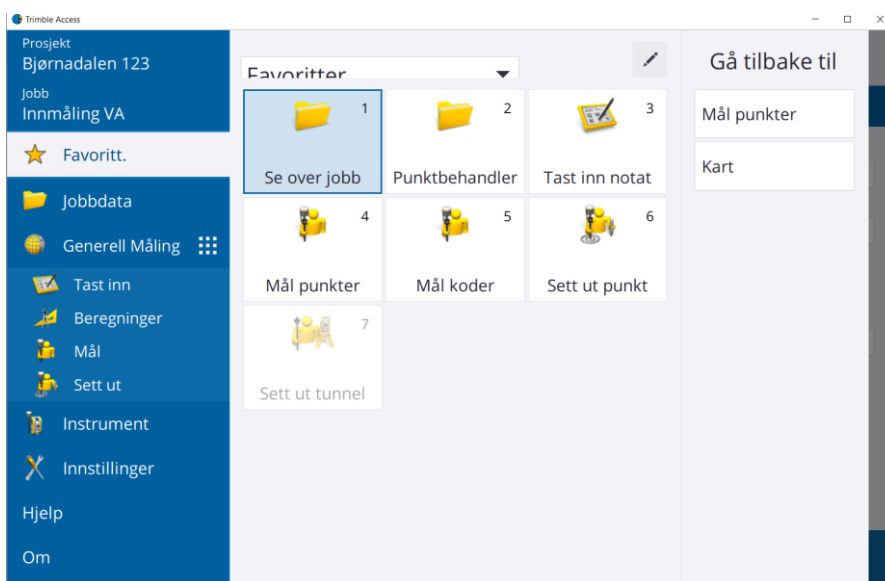 Trimble Access
Prosjekt
Bjørnadalen 123
Jobb
Innmåling VA
Favoritt.
Jobbdata
Generell Måling
Tast inn
Beregninger
Mål
Sett ut
Instrument
Innstillinger
Hjelp
Om
Favoritter
1
Se over jobb
2
Punktbehandler
3
Tast inn notat
4
Mål punkter
5
Mål koder
6
Sett ut punkt
7
Sett ut tunnel
Gå tilbake til
Mål punkter
Kart